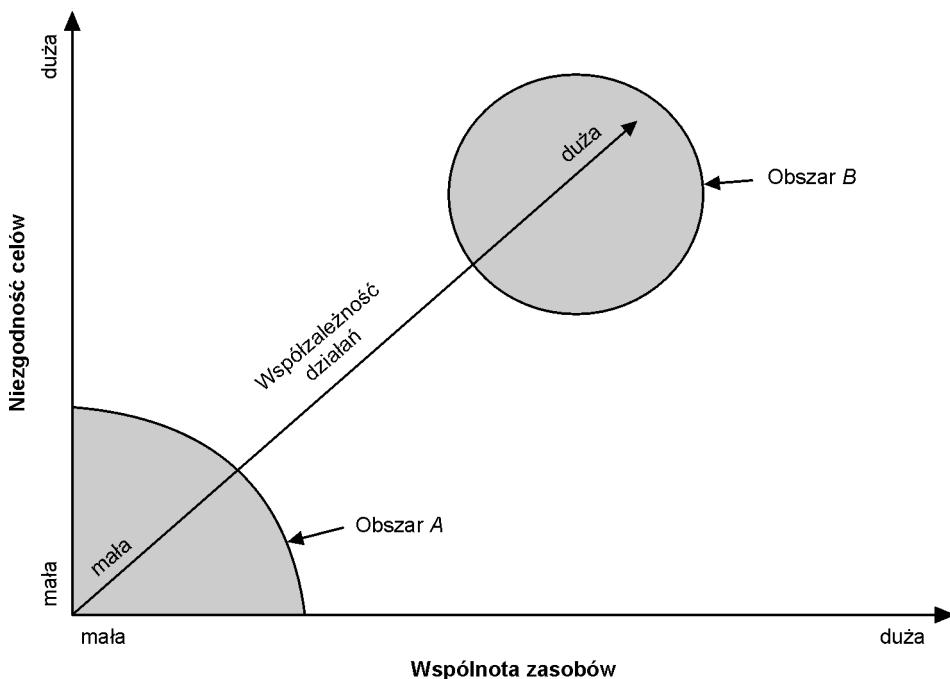 duża
duża
Obszar B
Niezgodność celów
Współzależność
działań
Obszar A
mała
mała
mała
duża
Wspólnota zasobów